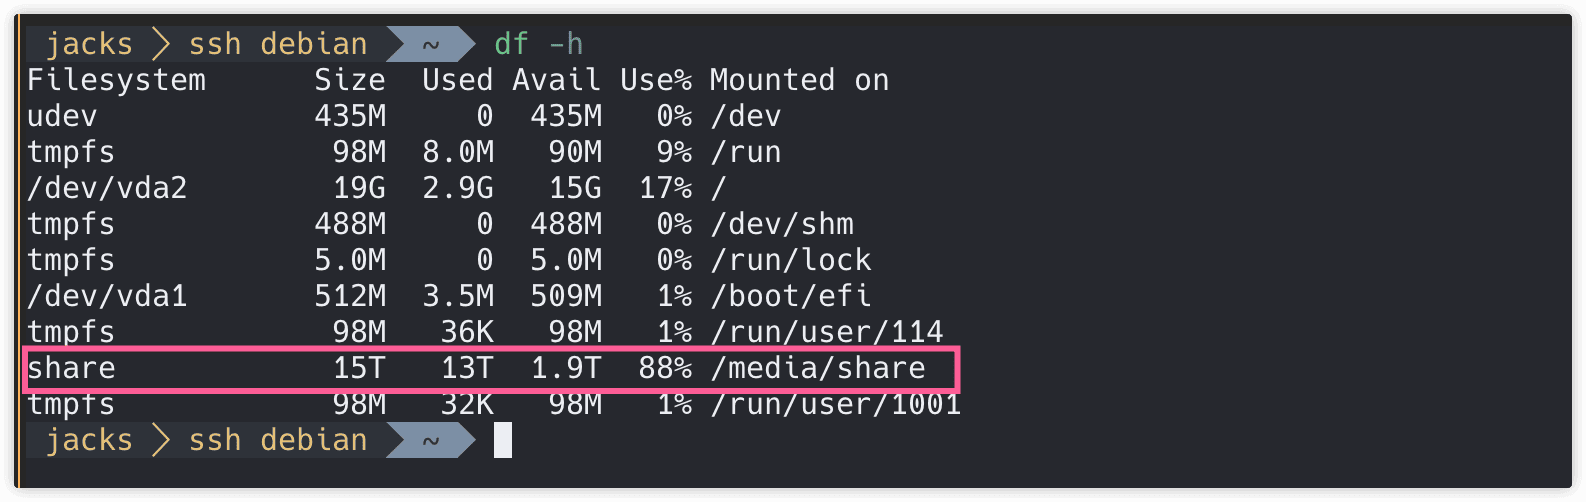 jacks ssh debian ~ df -h
Filesystem      Size  Used Avail Use% Mounted on
udev            435M     0  435M   0% /dev
tmpfs            98M  8.0M   90M   9% /run
/dev/vda2        19G  2.9G   15G  17% /
tmpfs           488M     0  488M   0% /dev/shm
tmpfs           5.0M     0  5.0M   0% /run/lock
/dev/vda1       512M  3.5M  509M   1% /boot/efi
tmpfs            98M   36K   98M   1% /run/user/114
share            15T   13T  1.9T  88% /media/share
tmpfs            98M   32K   98M   1% /run/user/1001
jacks ssh debian ~